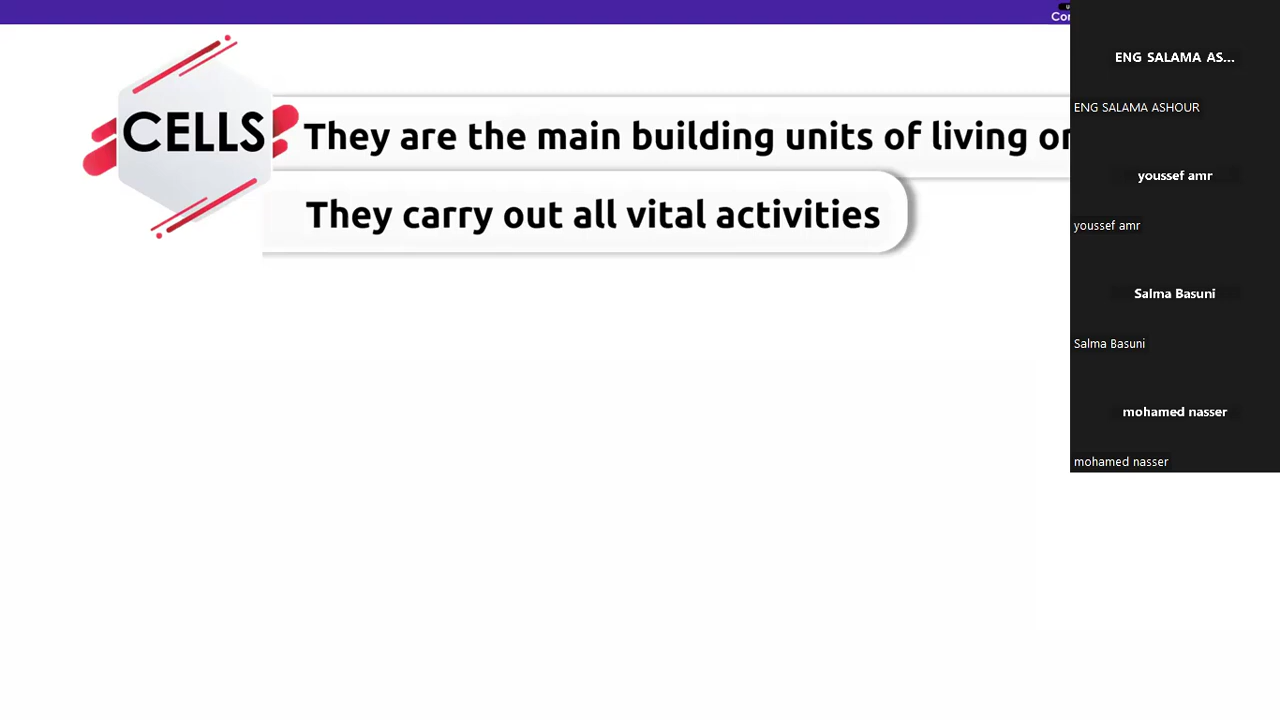 CELLS
They are the main building units of living
They carry out all vital activities
ENG SALAMA AS...
ENG SALAMA ASHOUR
youssef amr
youssef amr
Salma Basuni
Salma Basuni
mohamed nasser
mohamed nasser